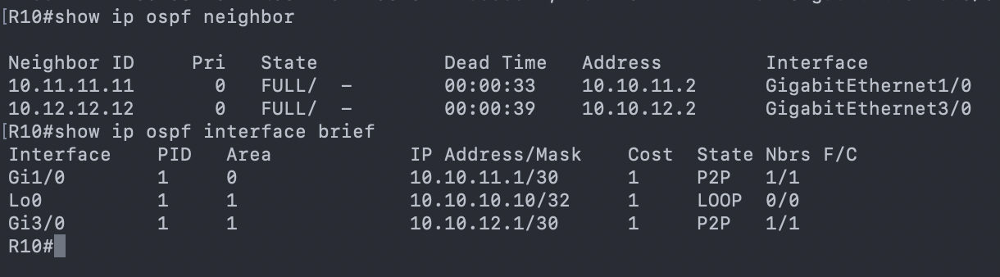 [R10#show ip ospf neighbor
Neighbor ID     Pri   State           Dead Time   Address         Interface
10.11.11.11       0   FULL/  -        00:00:33    10.10.11.2      GigabitEthernet1/0
10.12.12.12       0   FULL/  -        00:00:39    10.10.12.2      GigabitEthernet3/0
[R10#show ip ospf interface brief
Interface    PID   Area            IP Address/Mask    Cost  State Nbrs F/C
Gi1/0        1     0               10.10.11.1/30      1     P2P   1/1
Lo0          1     1               10.10.10.10/32     1     LOOP  0/0
Gi3/0        1     1               10.10.12.1/30      1     P2P   1/1
R10#